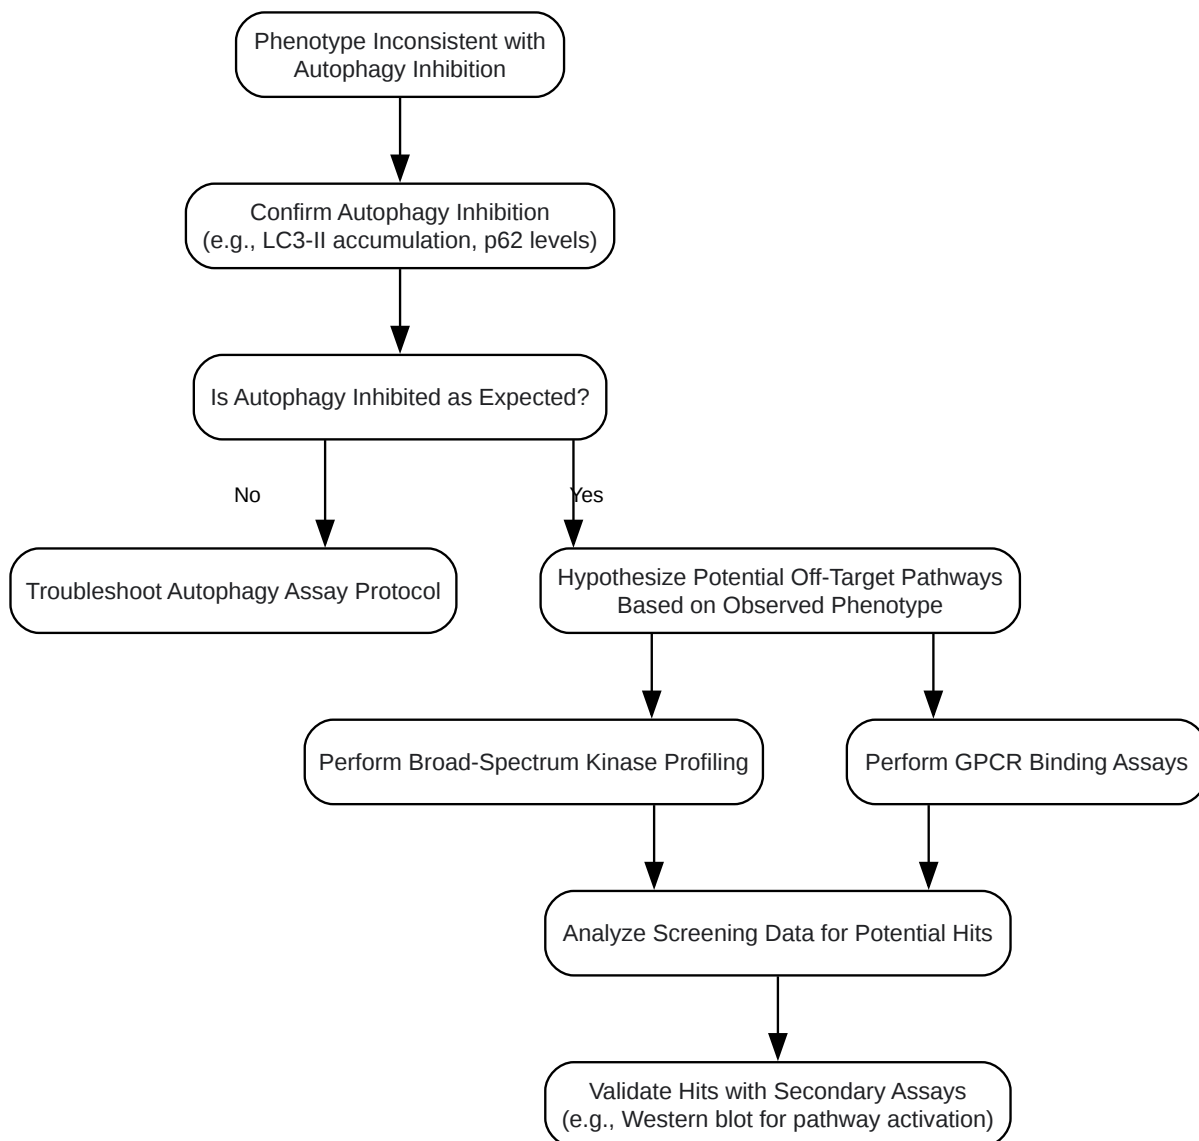 Phenotype Inconsistent with
Autophagy Inhibition
Confirm Autophagy Inhibition
(e.g., LC3-II accumulation, p62 levels)
Is Autophagy Inhibited as Expected?
No
Yes
Troubleshoot Autophagy Assay Protocol
Hypothesize Potential Off-Target Pathways
Based on Observed Phenotype
Perform Broad-Spectrum Kinase Profiling
Perform GPCR Binding Assays
Analyze Screening Data for Potential Hits
Validate Hits with Secondary Assays
(e.g., Western blot for pathway activation)